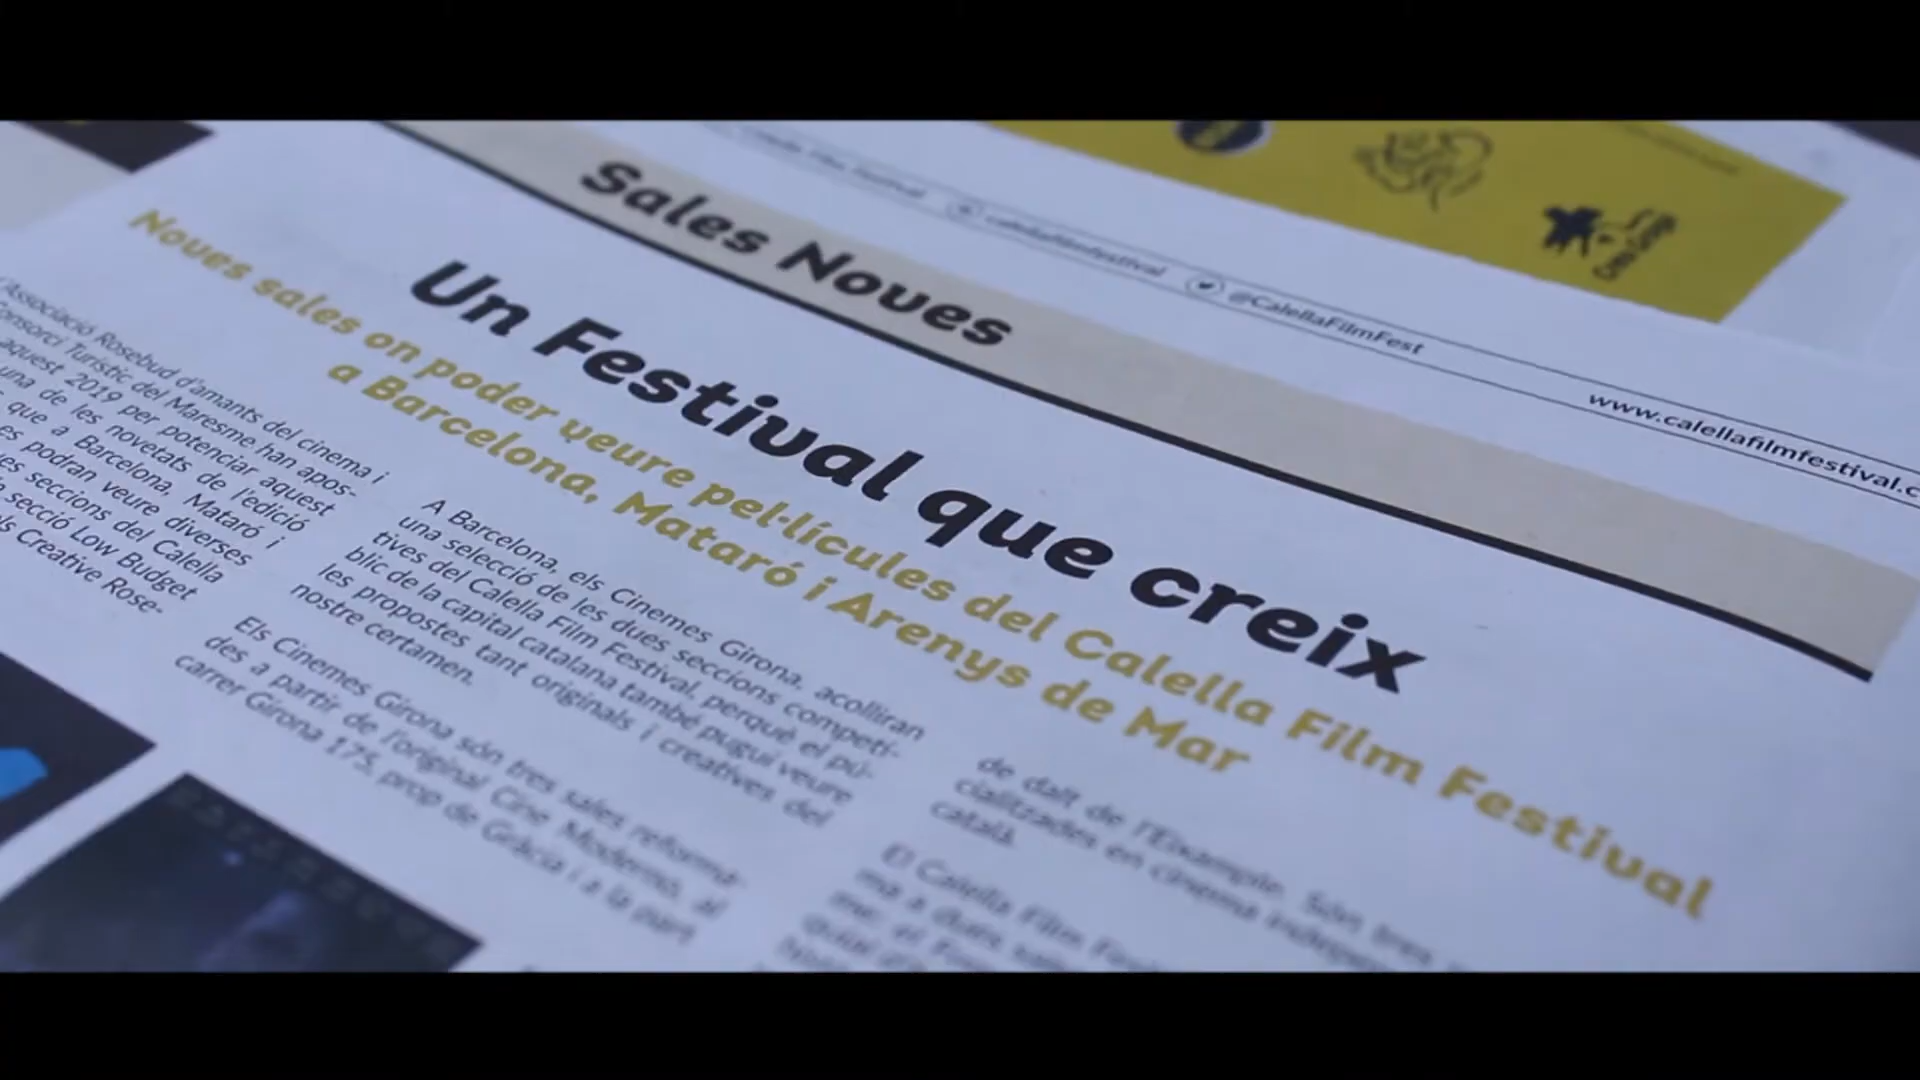 @CalellaFilmFest
www.calellafilmfestival.c
Sales Noves
Un Festival que creix
Noves sales on poder veure pel·lícules del Calella Film Festival
a Barcelona, Mataró i Arenys de Mar
Associació Rosebud d'amants del cinema i
Consorci Turístic del Maresme han apos-
aquest 2019 per potenciar aquest
una de les novetats de l'edició
que a Barcelona, Mataró i
es podran veure diverses
seccions del Calella
secció Low Budget
ls Creative Rose-
A Barcelona, els Cinemes Girona, acolliran
una selecció de les dues seccions competi-
tives del Calella Film Festival, perquè el pú-
blic de la capital catalana també pugui veure
les propostes tant originals i creatives del
nostre certamen.
Els Cinemes Girona són tres sales reforma-
des a partir de l'original Cine Moderno, al
carrer Girona 175, prop de Gràcia i a la part
de dalt de l'Eixample. Són tres
cialitzades en cinema indepen
català.
El Calella Film Festi